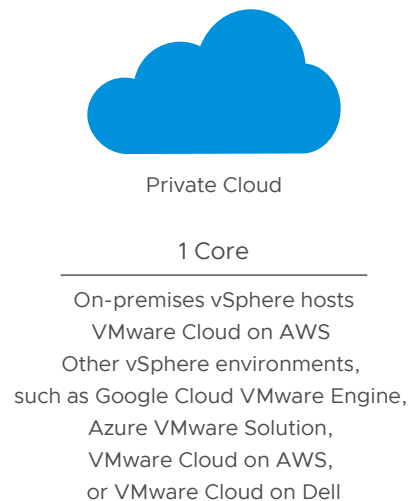 Private Cloud
1 Core
On-premises vSphere hosts
VMware Cloud on AWS
Other vSphere environments,
such as Google Cloud VMware Engine,
Azure VMware Solution,
VMware Cloud on AWS,
or VMware Cloud on Dell